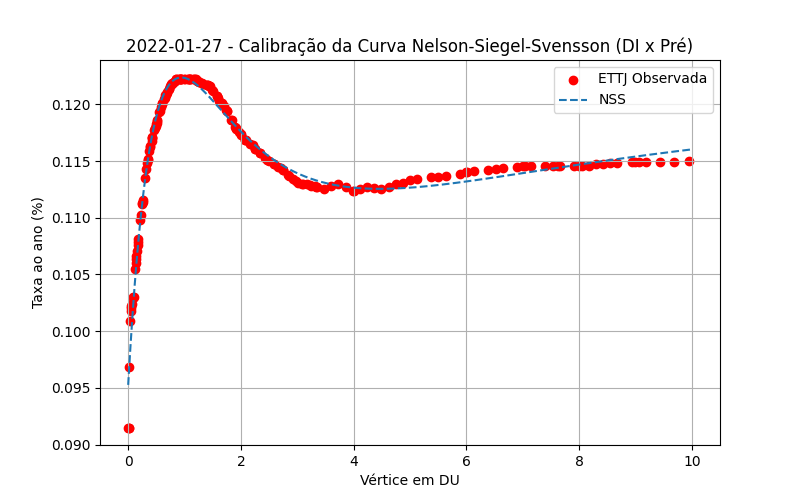 2022-01-27 - Calibração da Curva Nelson-Siegel-Svensson (DI x Pré)
ETTJ Observada
NSS
Taxa ao ano (%)
0.120
0.115
0.110
0.105
0.100
0.095
0.090
0 2 4 6 8 10
Vértice em DU